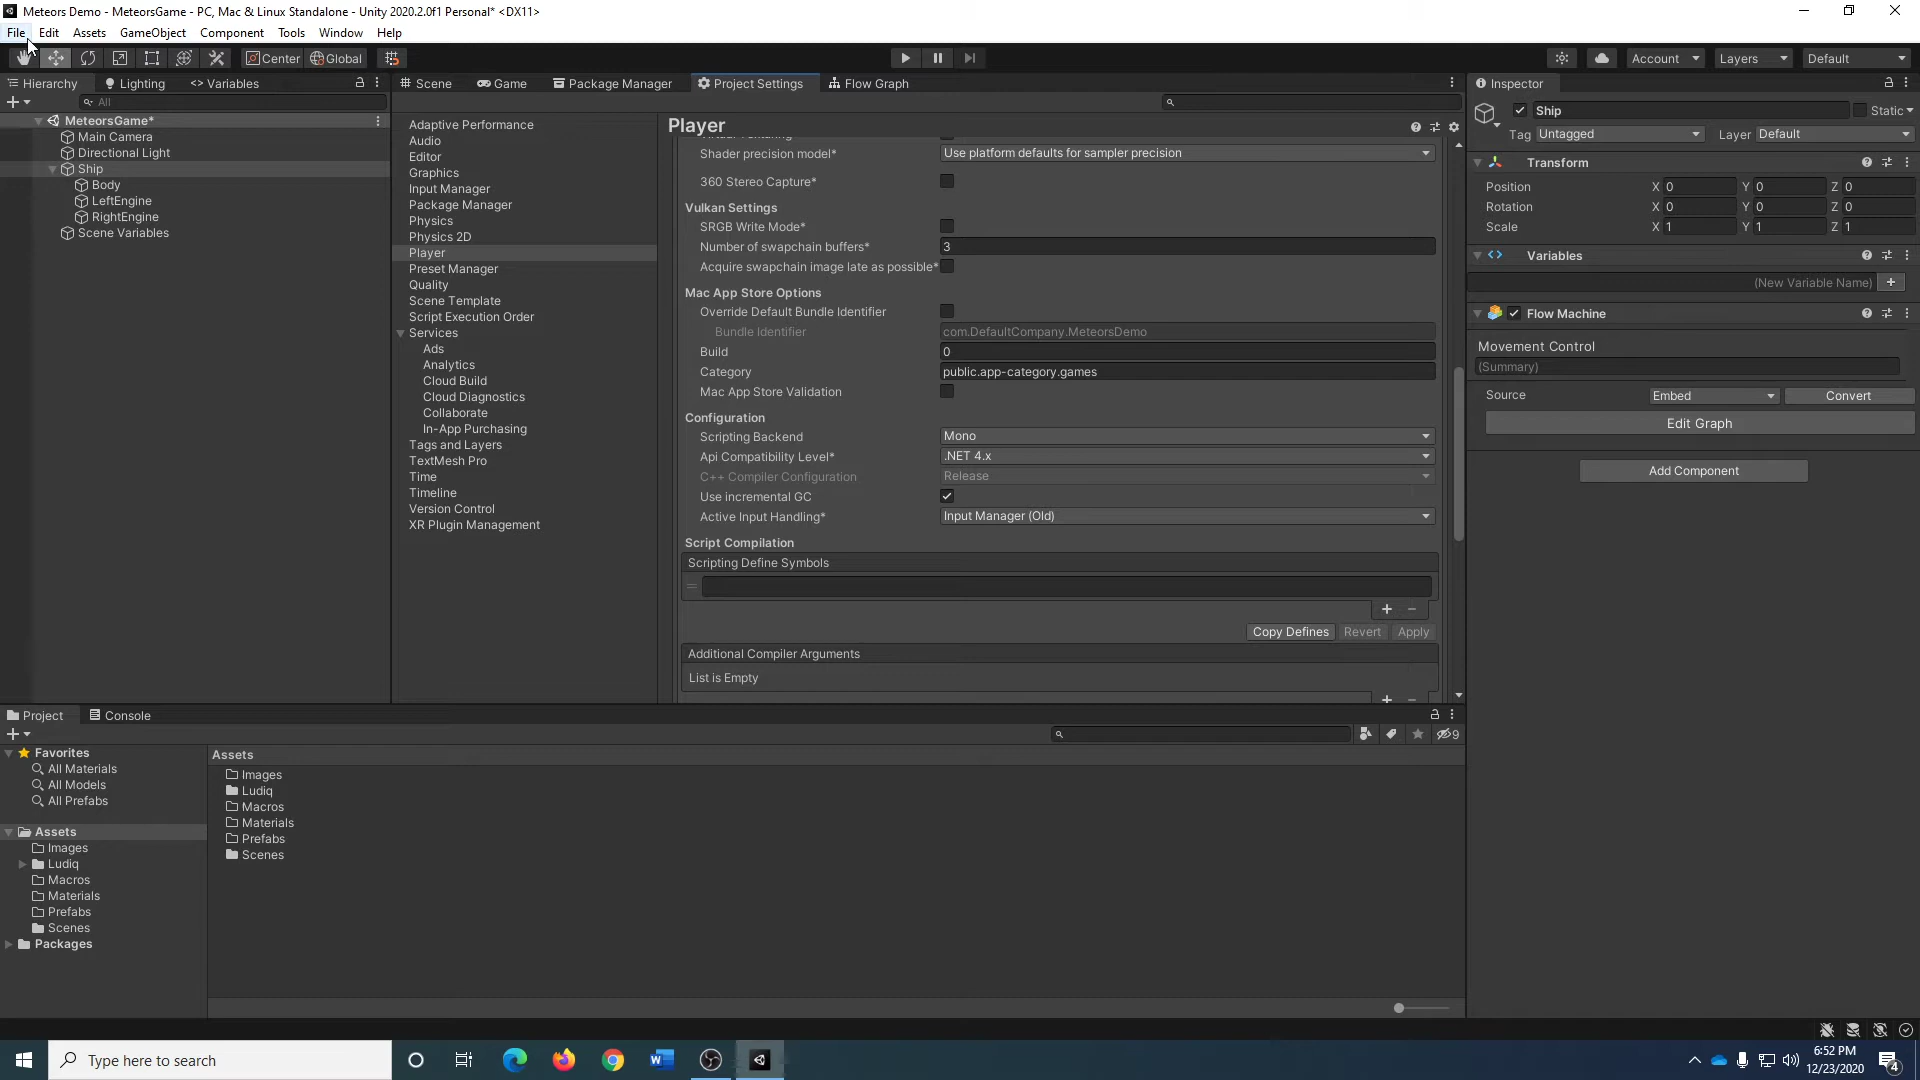 Meteors Demo - MeteorsGame - PC, Mac & Linux Standalone - Unity 2020.2.0f1 Personal* <DX11>
File Edit Assets GameObject Component Tools Window Help
Center Global Account Layers Default
Hierarchy Lighting <> Variables
All
MeteorsGame*
Main Camera
Directional Light
Ship
Body
LeftEngine
RightEngine
Scene Variables
Scene Game Package Manager Project Settings Flow Graph
Adaptive Performance
Audio
Editor
Graphics
Input Manager
Package Manager
Physics
Physics 2D
Player
Preset Manager
Quality
Scene Template
Script Execution Order
Services
Ads
Analytics
Cloud Build
Cloud Diagnostics
Collaborate
In-App Purchasing
Tags and Layers
TextMesh Pro
Time
Timeline
Version Control
XR Plugin Management
Player
Shader precision model* Use platform defaults for sampler precision
360 Stereo Capture*
Vulkan Settings
SRGB Write Mode*
Number of swapchain buffers* 3
Acquire swapchain image late as possible*
Mac App Store Options
Override Default Bundle Identifier
Bundle Identifier com.DefaultCompany.MeteorsDemo
Build 0
Category public.app-category.games
Mac App Store Validation
Configuration
Scripting Backend Mono
Api Compatibility Level* .NET 4.x
C++ Compiler Configuration Release
Use incremental GC
Active Input Handling* Input Manager (Old)
Script Compilation
Scripting Define Symbols
Copy Defines Revert Apply
Additional Compiler Arguments
List is Empty
Inspector
Ship Static
Tag Untagged Layer Default
Transform
Position X 0 Y 0 Z 0
Rotation X 0 Y 0 Z 0
Scale X 1 Y 1 Z 1
Variables
(New Variable Name)
Flow Machine
Movement Control
(Summary)
Source Embed Convert
Edit Graph
Add Component
Project Console
9
Favorites
All Materials
All Models
All Prefabs
Assets
Images
Ludiq
Macros
Materials
Prefabs
Scenes
Packages
Assets
Images
Ludiq
Macros
Materials
Prefabs
Scenes
Type here to search
6:52 PM
12/23/2020
4